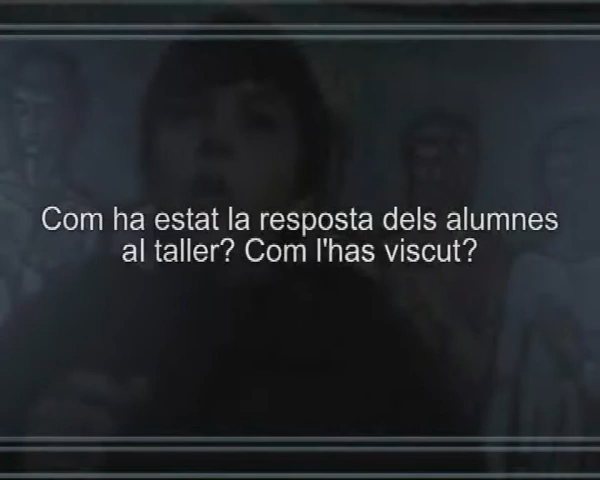 Com ha estat la resposta dels alumnes
al taller? Com l'has viscut?